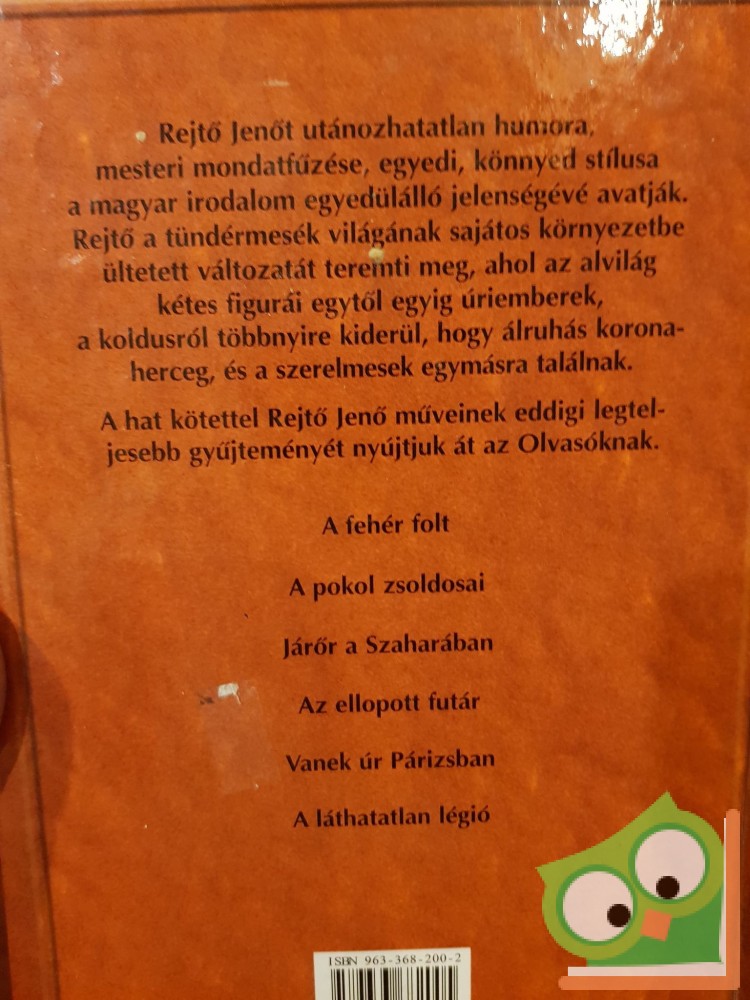 Rejtő Jenőt utánozhatatlan humora,
mesteri mondatfűzése, egyedi, könnyed stílusa
a magyar irodalom egyedülálló jelenségévé avatják.
Rejtő a tündérmesék világának sajátos környezetbe
ültetett változatát teremti meg, ahol az alvilág
kétes figurái egytől egyig úriemberek,
a koldusról többnyire kiderül, hogy álruhás korona-
herceg, és a szerelmesek egymásra találnak.
A hat kötettel Rejtő Jenő műveinek eddigi legtel-
jesebb gyűjteményét nyújtjuk át az Olvasóknak.
A fehér folt
A pokol zsoldosai
Járőr a Szaharában
Az ellopott futár
Vanek úr Párizsban
A láthatatlan légió
ISBN 963-368-200-2